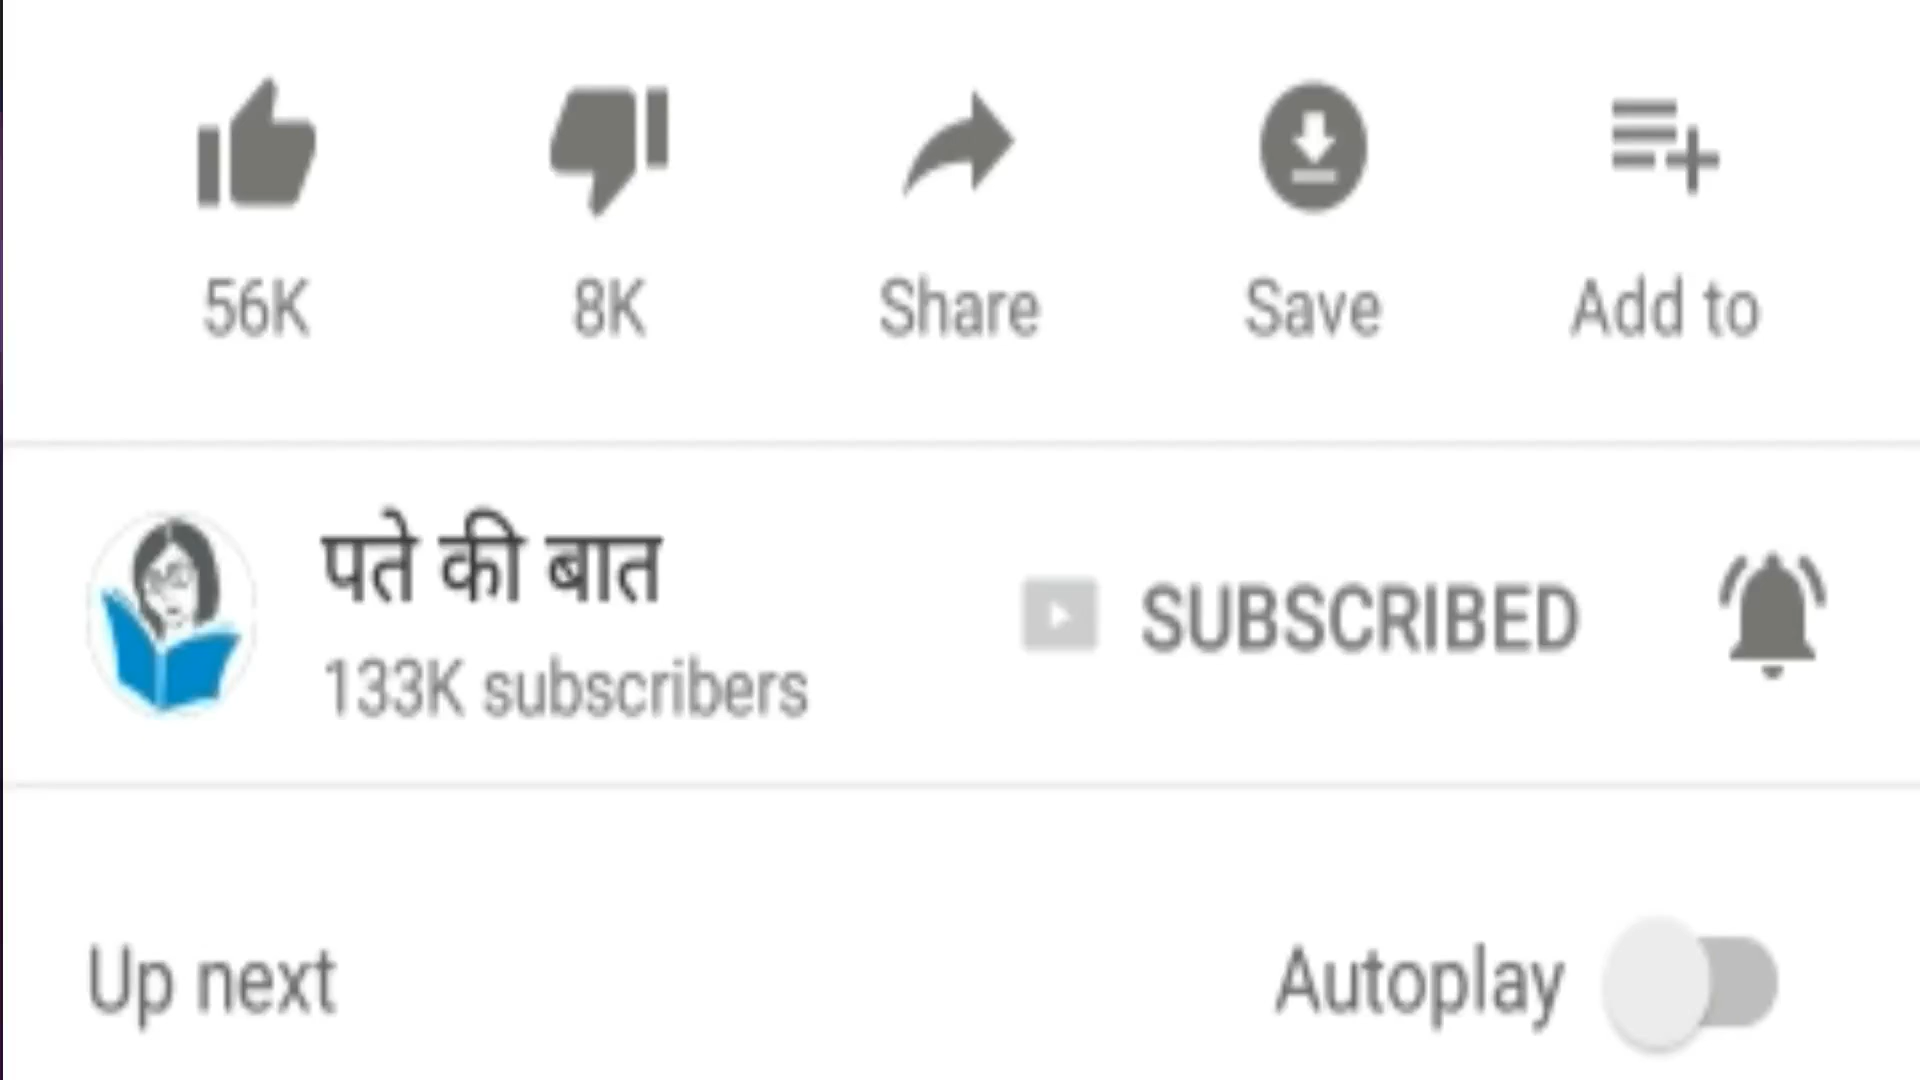 56K 8K Share Save Add to
पते की बात
133K subscribers
SUBSCRIBED
Up next Autoplay